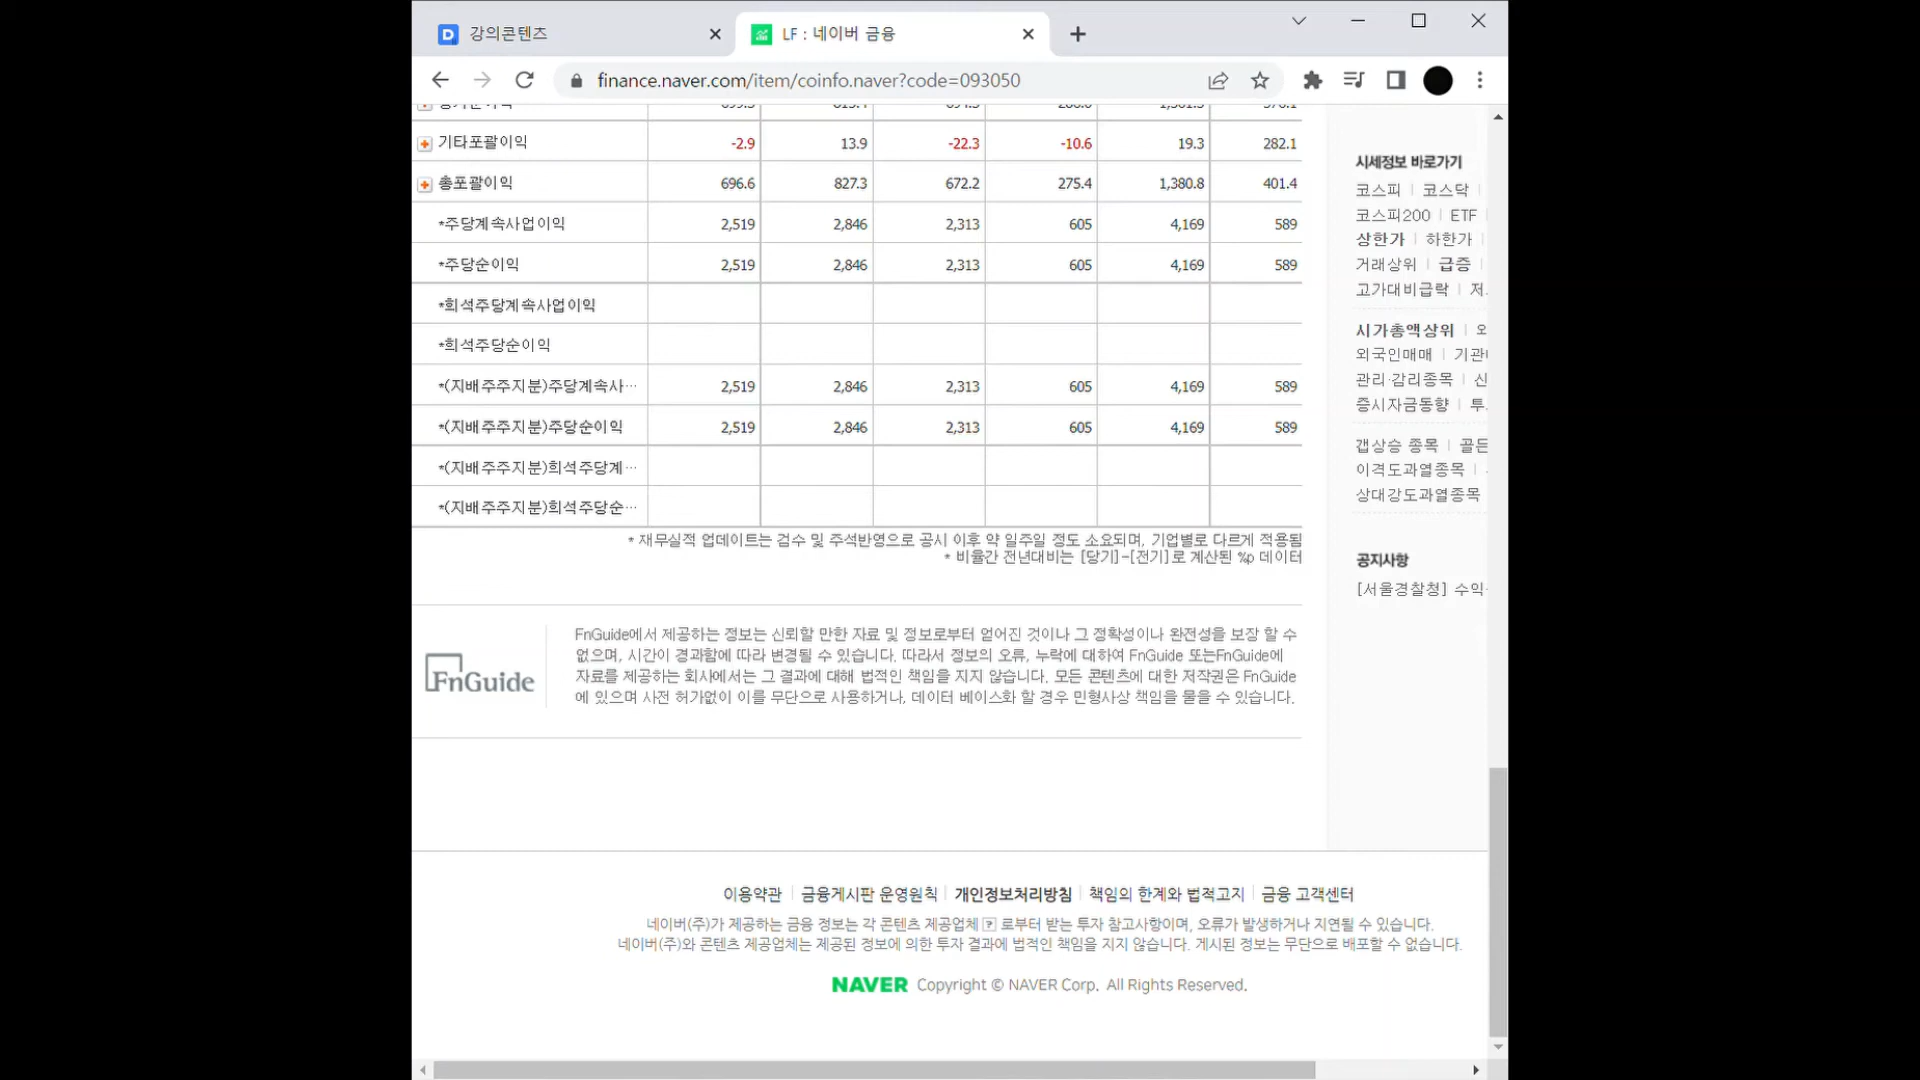 강의콘텐츠
LF : 네이버 금융
finance.naver.com/item/coinfo.naver?code=093050
기타포괄이익 -2.9 13.9 -22.3 -10.6 19.3 282.1
총포괄이익 696.6 827.3 672.2 275.4 1,380.8 401.4
*주당계속사업이익 2,519 2,846 2,313 605 4,169 589
*주당순이익 2,519 2,846 2,313 605 4,169 589
*희석주당계속사업이익
*희석주당순이익
*(지배주주지분)주당계속사… 2,519 2,846 2,313 605 4,169 589
*(지배주주지분)주당순이익 2,519 2,846 2,313 605 4,169 589
*(지배주주지분)희석주당계…
*(지배주주지분)희석주당순…
* 재무실적 업데이트는 검수 및 주석반영으로 공시 이후 약 일주일 정도 소요되며, 기업별로 다르게 적용됨
* 비율간 전년대비는 [당기]-[전기]로 계산된 %p 데이터
FnGuide
FnGuide에서 제공하는 정보는 신뢰할 만한 자료 및 정보로부터 얻어진 것이나 그 정확성이나 완전성을 보장 할 수
없으며, 시간이 경과함에 따라 변경될 수 있습니다. 따라서 정보의 오류, 누락에 대하여 FnGuide 또는FnGuide에
자료를 제공하는 회사에서는 그 결과에 대해 법적인 책임을 지지 않습니다. 모든 콘텐츠에 대한 저작권은 FnGuide
에 있으며 사전 허가없이 이를 무단으로 사용하거나, 데이터 베이스화 할 경우 민형사상 책임을 물을 수 있습니다.
시세정보 바로가기
코스피 | 코스닥
코스피200 | ETF
상한가 | 하한가
거래상위 | 급증
고가대비급락 | 저
시가총액상위 |
외국인매매 | 기관
관리·감리종목 | 신
증시자금동향 | 투
갭상승 종목 | 골든
이격도과열종목
상대강도과열종목
공지사항
[서울경찰청] 수익
이용약관 | 금융게시판 운영원칙 | 개인정보처리방침 | 책임의 한계와 법적고지 | 금융 고객센터
네이버(주)가 제공하는 금융 정보는 각 콘텐츠 제공업체 ? 로부터 받는 투자 참고사항이며, 오류가 발생하거나 지연될 수 있습니다.
네이버(주)와 콘텐츠 제공업체는 제공된 정보에 의한 투자 결과에 법적인 책임을 지지 않습니다. 게시된 정보는 무단으로 배포할 수 없습니다.
NAVER Copyright © NAVER Corp. All Rights Reserved.